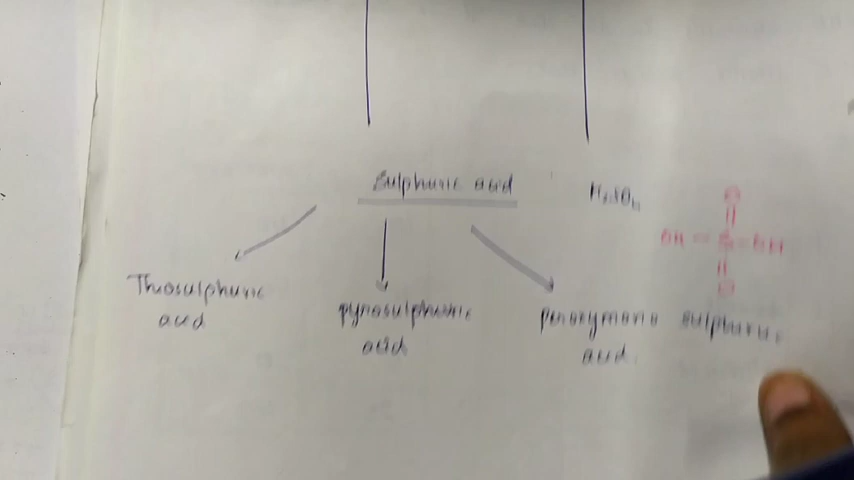 Sulphuric acid H₂SO₄
O
OH - S - OH
O
Thiosulphuric
acid
pyrosulphuric
acid
peroxymono sulphuric
acid